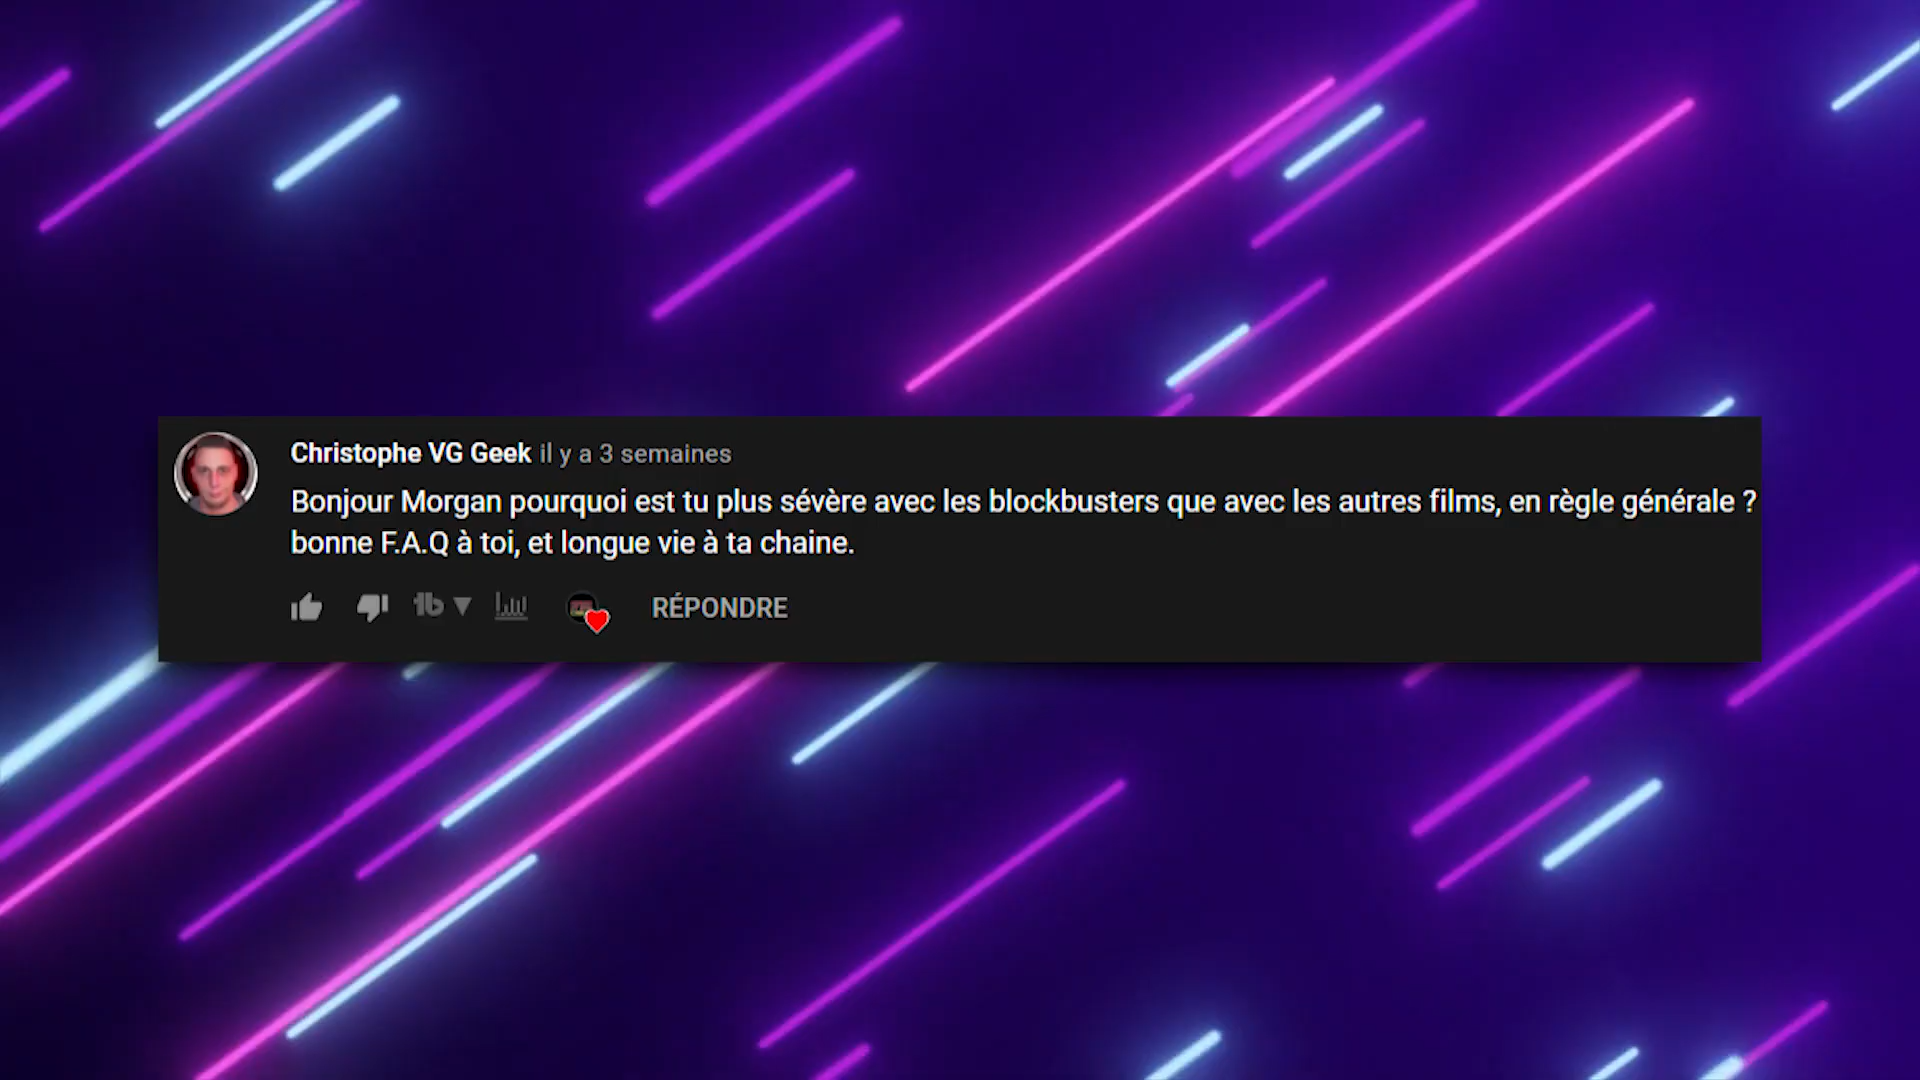 Christophe VG Geek il y a 3 semaines
Bonjour Morgan pourquoi est tu plus sévère avec les blockbusters que avec les autres films, en règle générale ?
bonne F.A.Q à toi, et longue vie à ta chaine.
RÉPONDRE